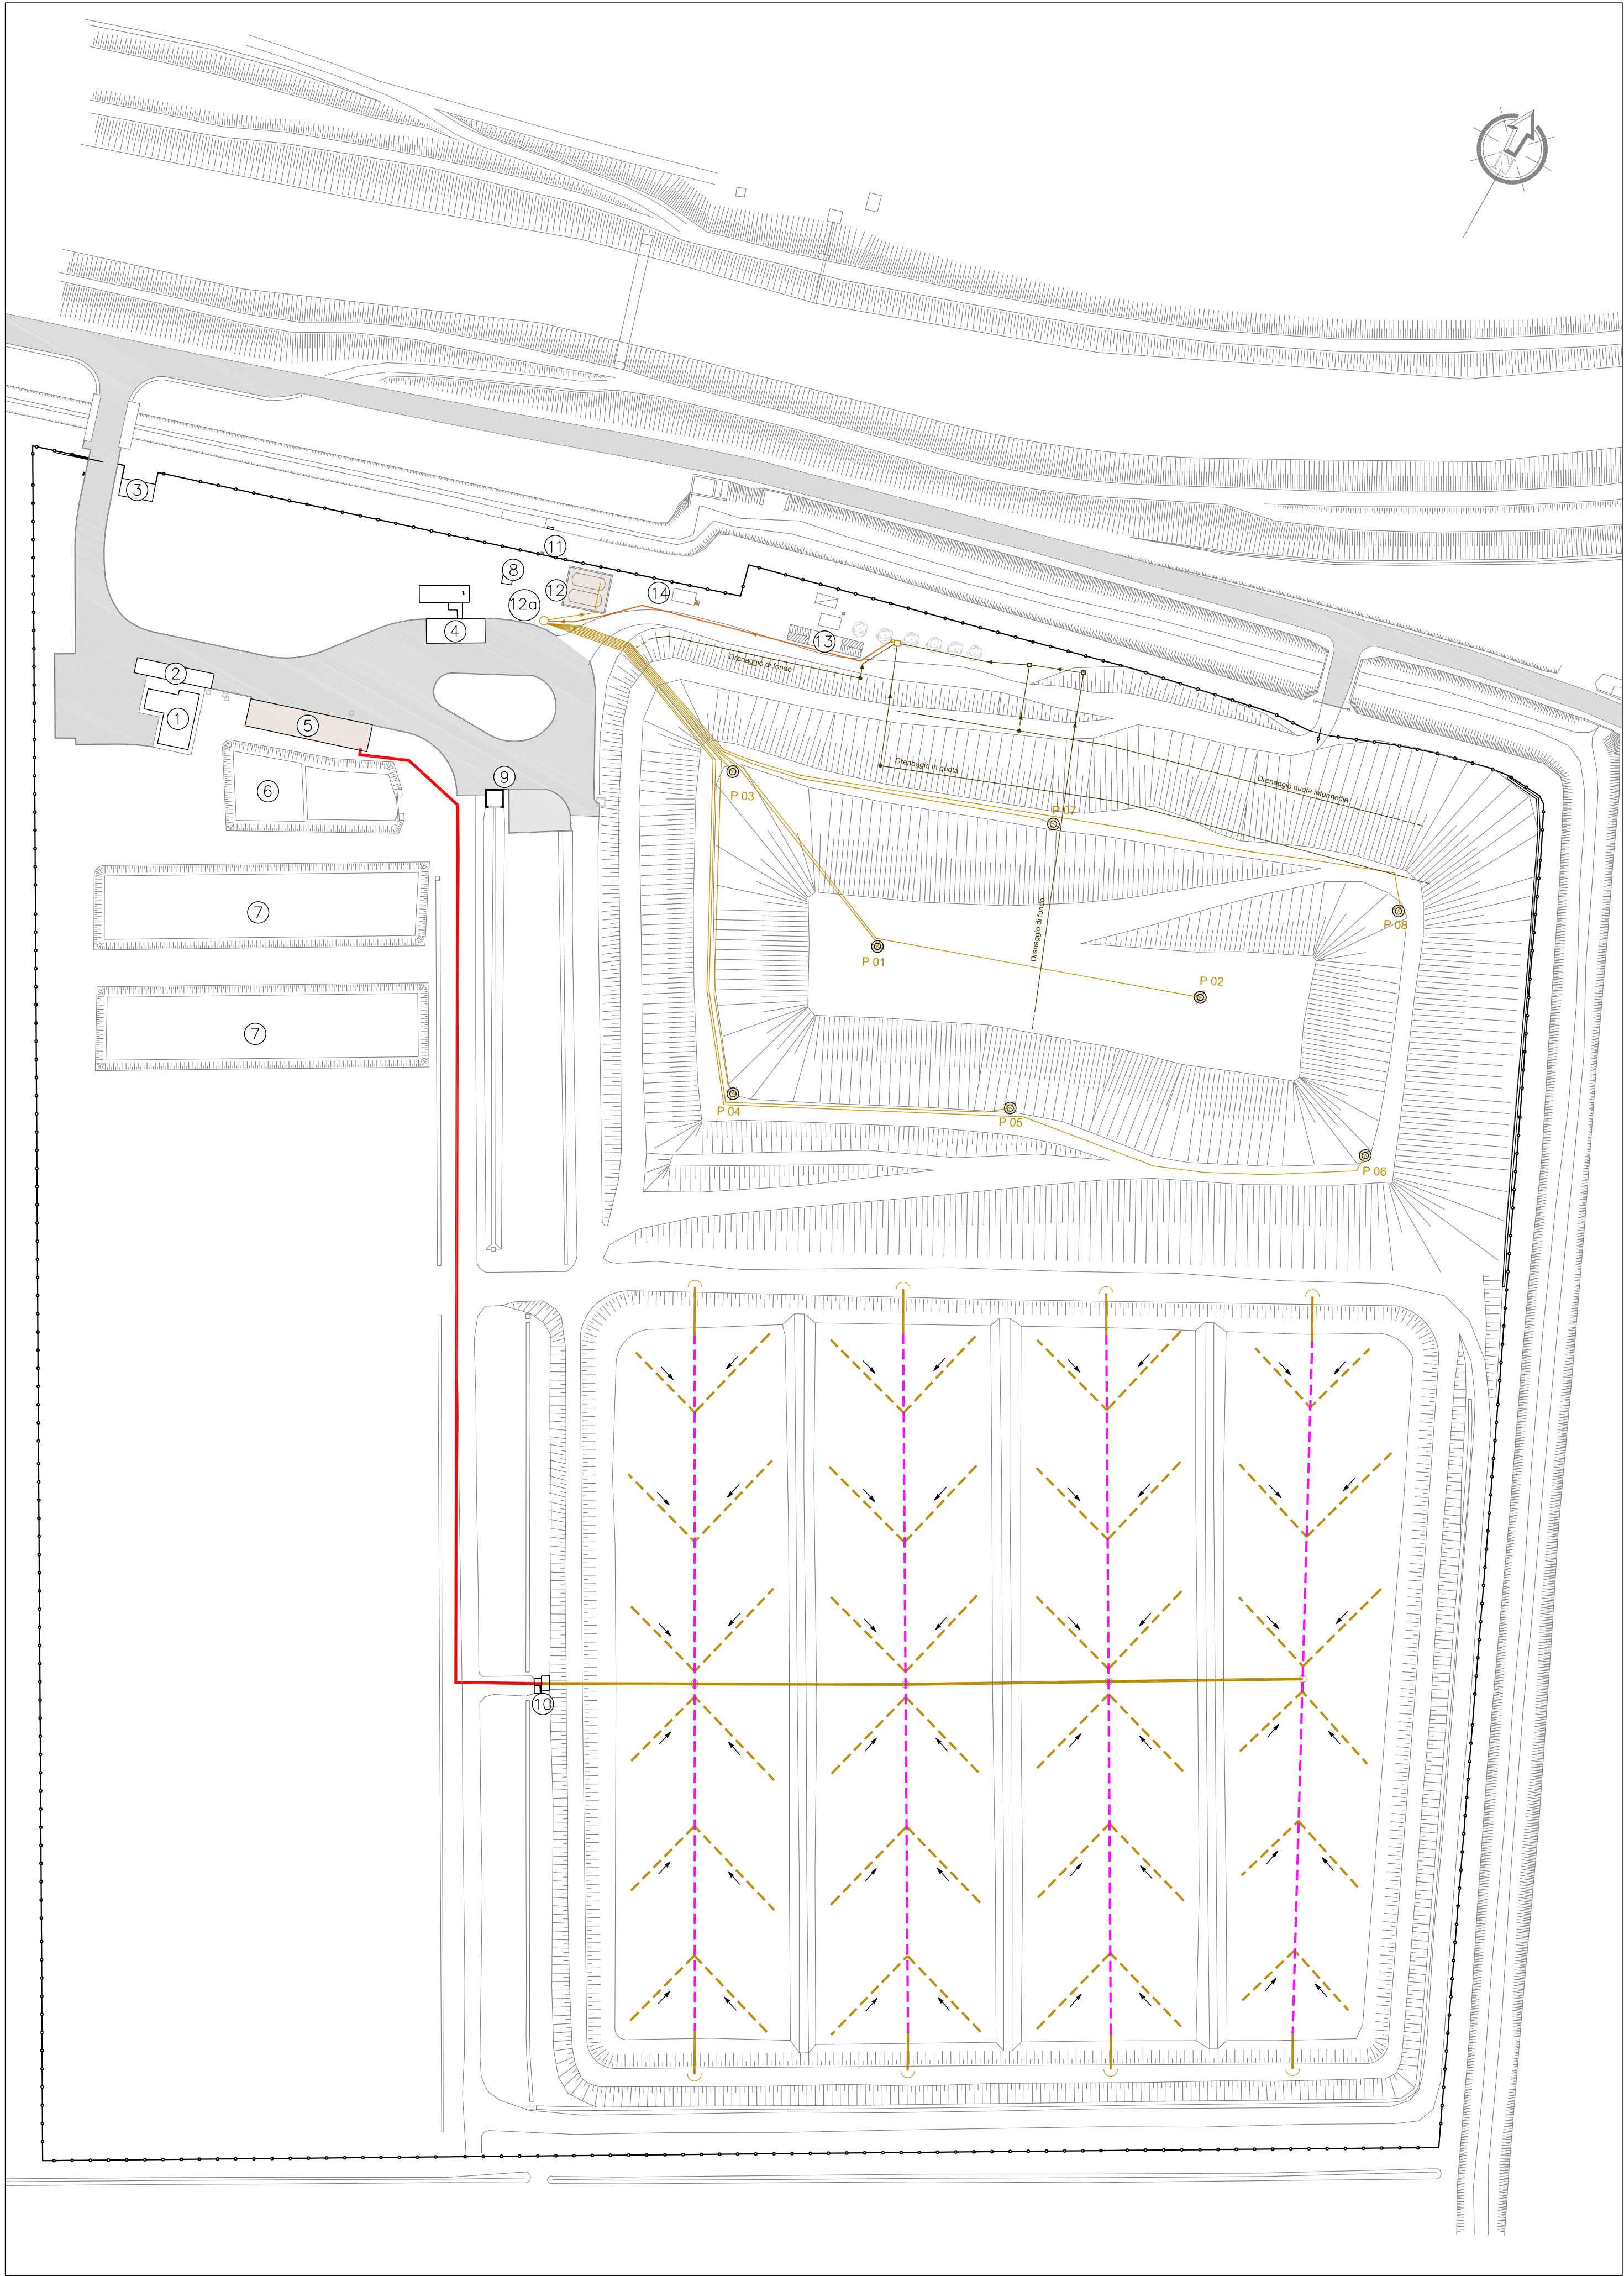 N
3
11
8
12
14
12a
4
13
2
1
5
Drenaggio di fondo
9
6
Drenaggio in quota
Drenaggio quota intermedia
P 03
P 07
7
P 08
Drenaggio di fondo
P 01
P 02
7
P 04
P 05
P 06
10